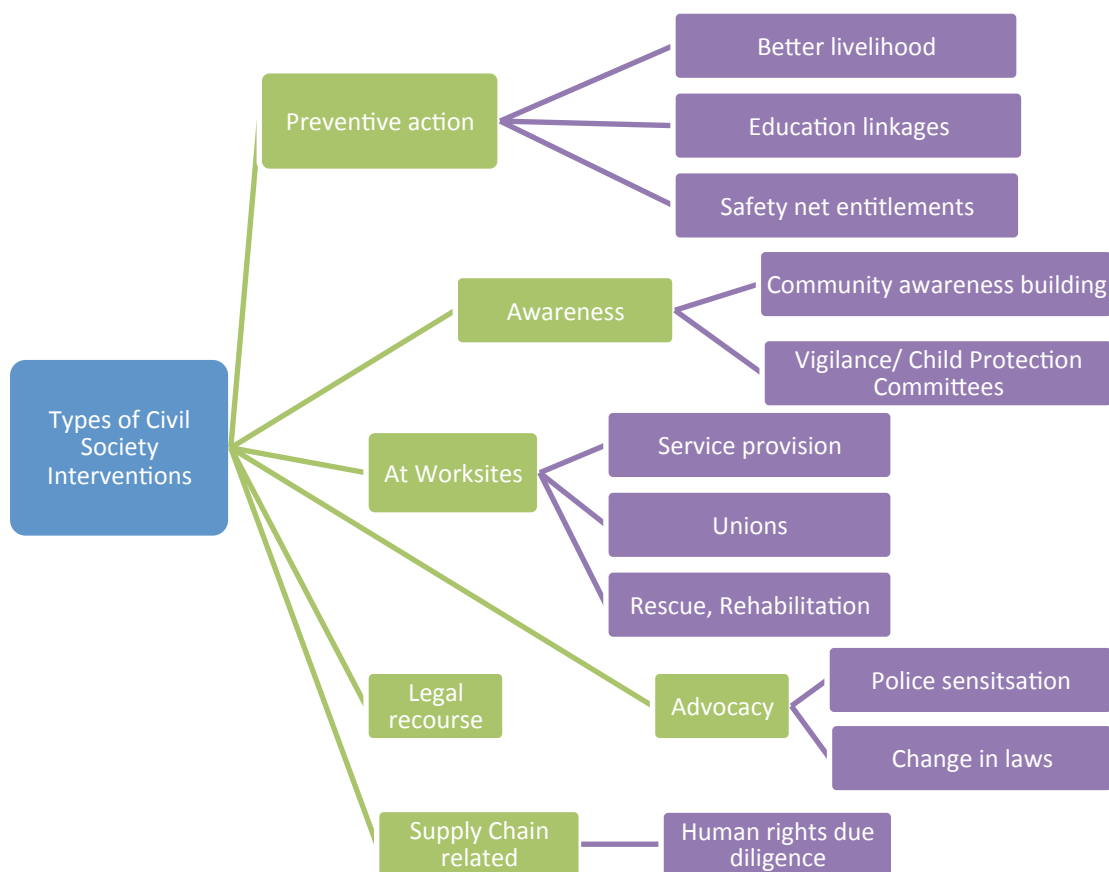 Types of Civil
Society
Interventions
Preventive action
Better livelihood
Education linkages
Safety net entitlements
Awareness
Community awareness building
Vigilance/ Child Protection
Committees
At Worksites
Service provision
Unions
Rescue, Rehabilitation
Legal
recourse
Advocacy
Police sensitsation
Change in laws
Supply Chain
related
Human rights due
diligence